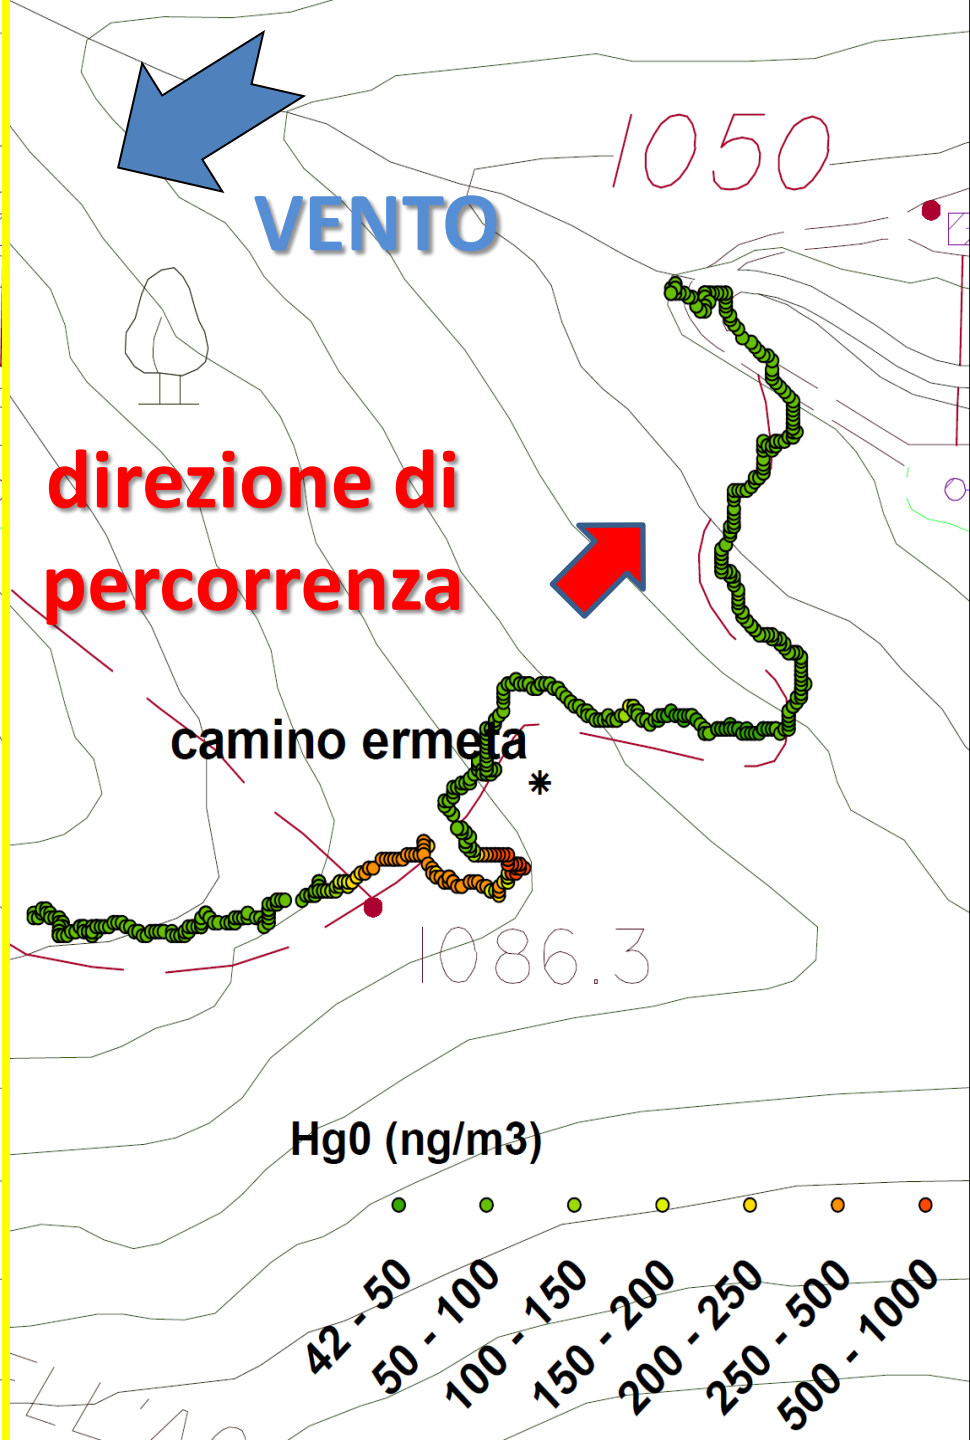 1050
VENTO
direzione di
percorrenza
camino ermeta
1086.3
Hg0 (ng/m3)
42 - 50
50 - 100
100 - 150
150 - 200
200 - 250
250 - 500
500 - 1000